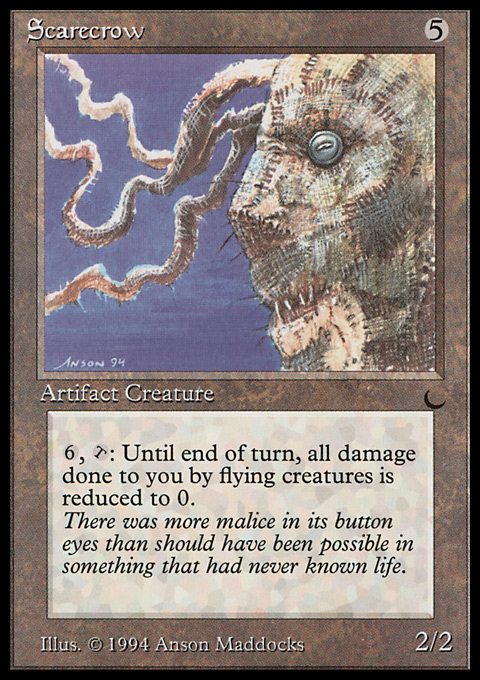 Scarecrow 5
ANSON 94
Artifact Creature
6, T: Until end of turn, all damage
done to you by flying creatures is
reduced to 0.
There was more malice in its button
eyes than should have been possible in
something that had never known life.
Illus. © 1994 Anson Maddocks 2/2